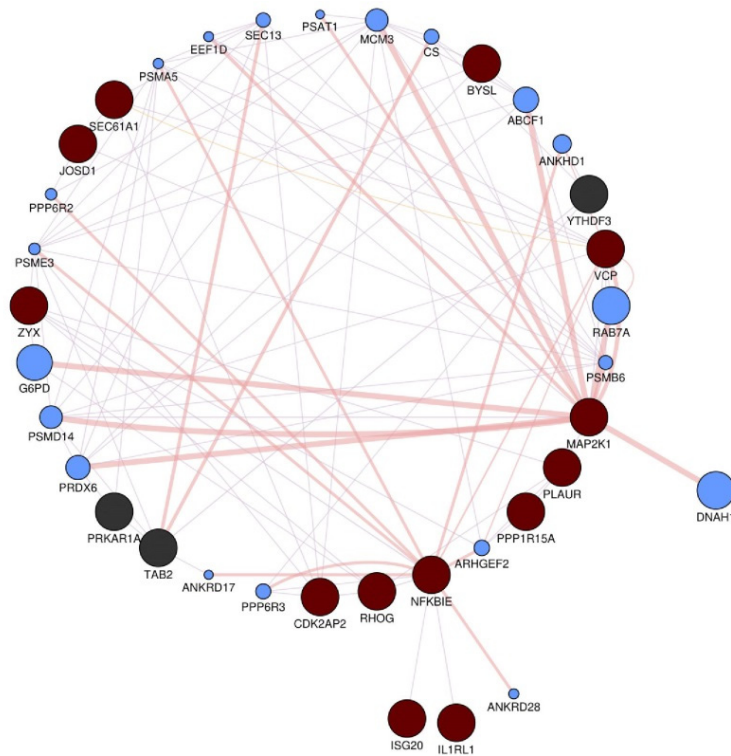 PSAT1
SEC13
MCM3
EEF1D
CS
PSMA5
BYSL
SEC61A1
ABCF1
JOSD1
ANKHD1
PPP6R2
YTHDF3
PSME3
VCP
ZYX
RAB7A
G6PD
PSMB6
PSMD14
MAP2K1
PRDX6
PLAUR
DNAH1
PRKAR1A
PPP1R15A
TAB2
ARHGEF2
ANKRD17
NFKBIE
PPP6R3
CDK2AP2
RHOG
ANKRD28
ISG20
IL1RL1